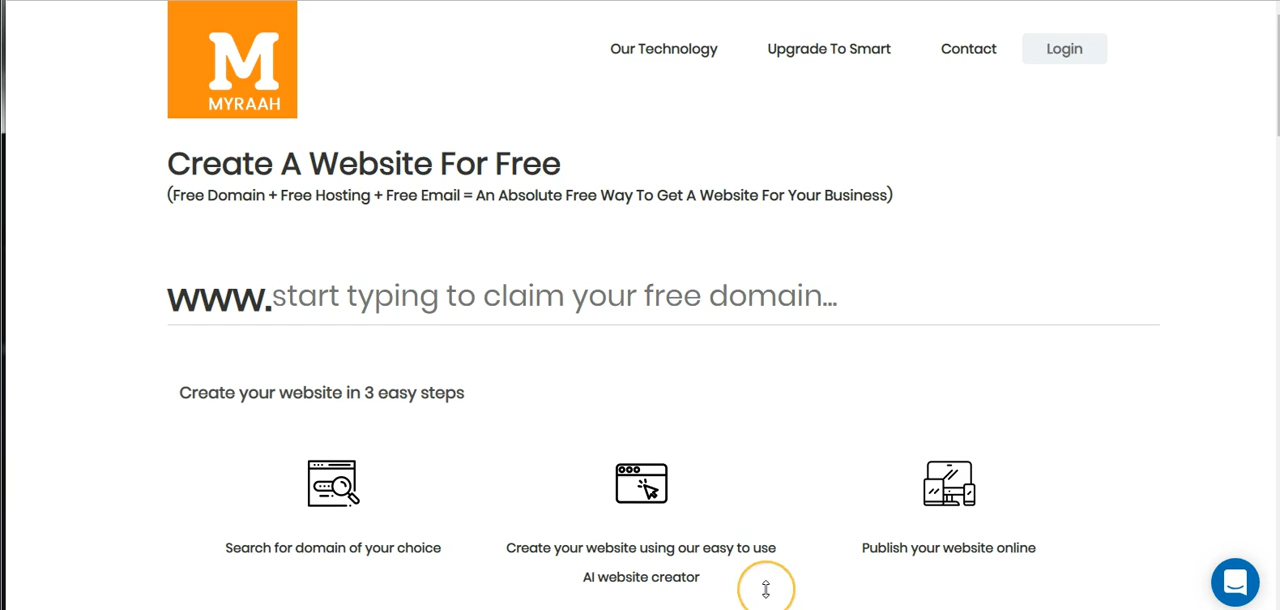 M
MYRAAH
Our Technology
Upgrade To Smart
Contact
Login
Create A Website For Free
(Free Domain + Free Hosting + Free Email = An Absolute Free Way To Get A Website For Your Business)
www.start typing to claim your free domain...
Create your website in 3 easy steps
Search for domain of your choice
Create your website using our easy to use
AI website creator
Publish your website online